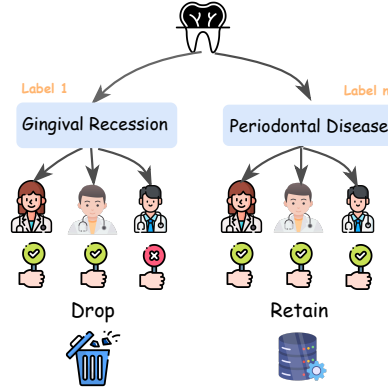 Label 1
Label n
Gingival Recession
Periodontal Disease
Drop
Retain